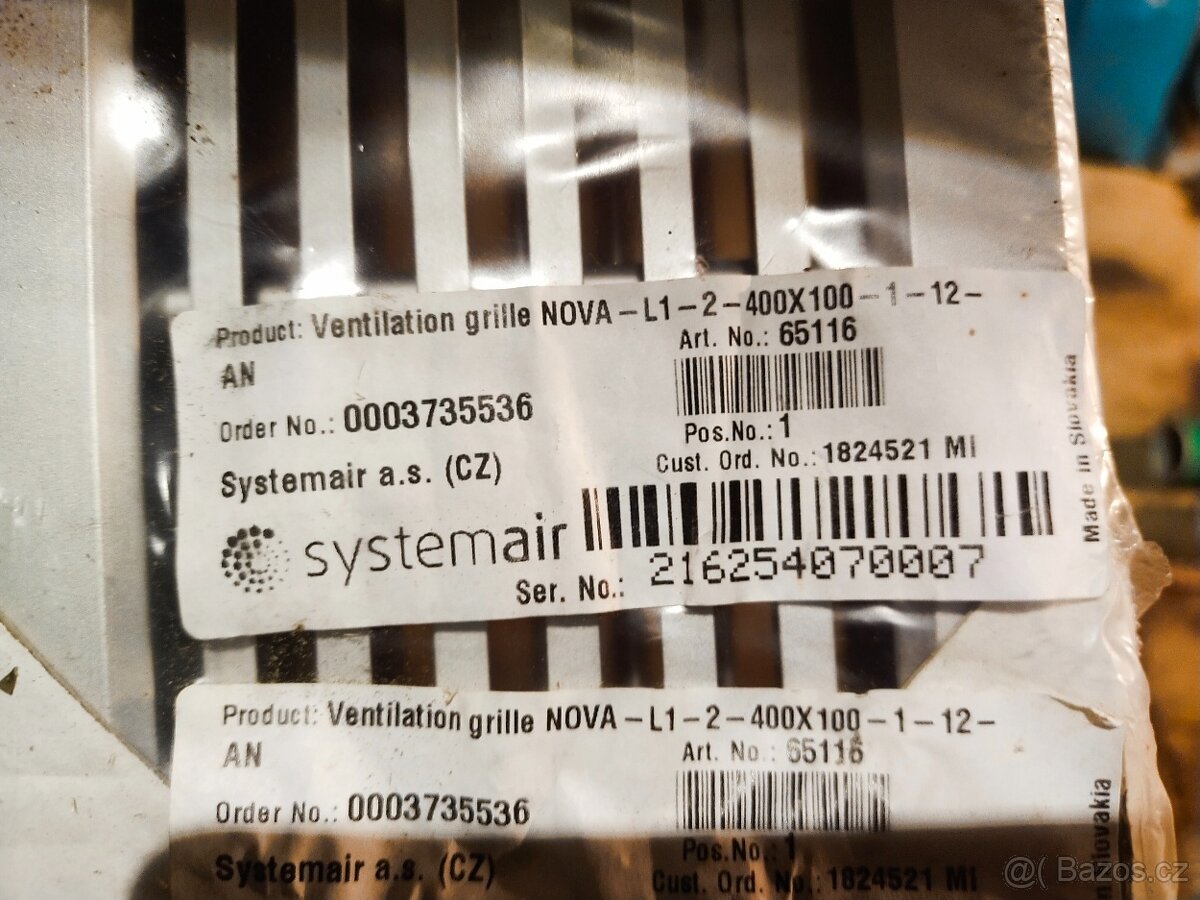 Product: Ventilation grille NOVA-L1-2-400X100-1-12-
AN
Art. No.: 65116
Order No.: 0003735536
Pos.No.: 1
Cust. Ord. No.: 1824521 MI
Systemair a.s. (CZ)
systemair
Ser. No.: 216254070007
Made in Slovakia
Product: Ventilation grille NOVA-L1-2-400X100-1-12-
AN
Art. No.: 65116
Order No.: 0003735536
Pos.No.: 1
Cust. Ord. No.: 1824521 MI
Systemair a.s. (CZ)
Slovakia
@( Bazos.cz